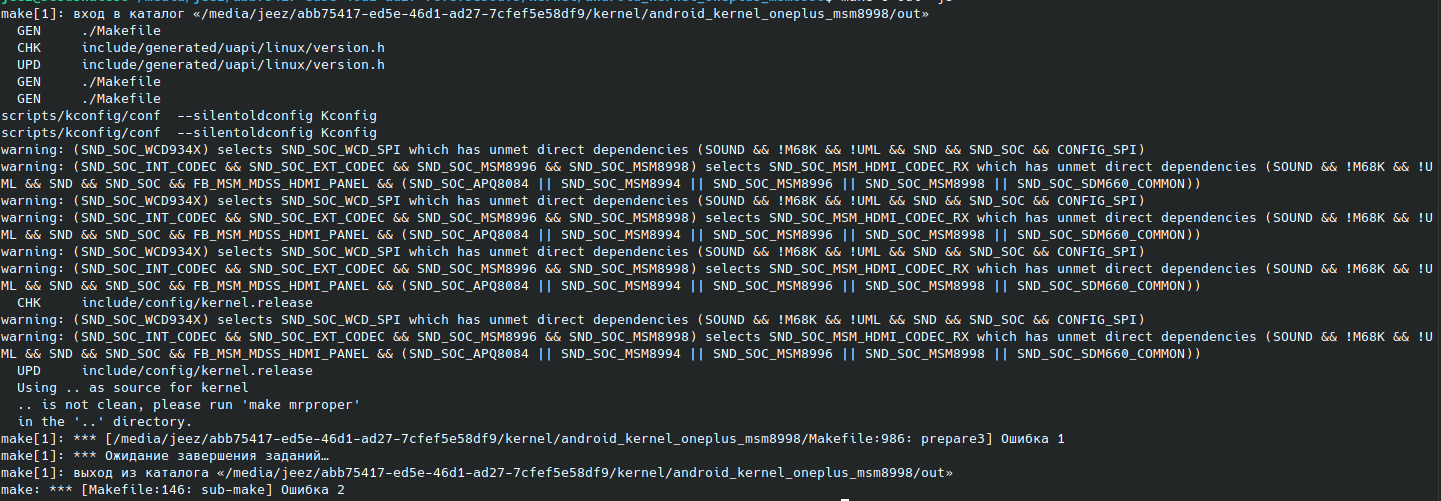 make[1]: вход в каталог «/media/jeez/abb75417-ed5e-46d1-ad27-7cfef5e58df9/kernel/android_kernel_oneplus_msm8998/out»
  GEN     ./Makefile
  CHK     include/generated/uapi/linux/version.h
  UPD     include/generated/uapi/linux/version.h
  GEN     ./Makefile
  GEN     ./Makefile
scripts/kconfig/conf  --silentoldconfig Kconfig
scripts/kconfig/conf  --silentoldconfig Kconfig
warning: (SND_SOC_WCD934X) selects SND_SOC_WCD_SPI which has unmet direct dependencies (SOUND && !M68K && !UML && SND && SND_SOC && CONFIG_SPI)
warning: (SND_SOC_INT_CODEC && SND_SOC_EXT_CODEC && SND_SOC_MSM8996 && SND_SOC_MSM8998) selects SND_SOC_MSM_HDMI_CODEC_RX which has unmet direct dependencies (SOUND && !M68K && !U
ML && SND && SND_SOC && FB_MSM_MDSS_HDMI_PANEL && (SND_SOC_APQ8084 || SND_SOC_MSM8994 || SND_SOC_MSM8996 || SND_SOC_MSM8998 || SND_SOC_SDM660_COMMON))
warning: (SND_SOC_WCD934X) selects SND_SOC_WCD_SPI which has unmet direct dependencies (SOUND && !M68K && !UML && SND && SND_SOC && CONFIG_SPI)
warning: (SND_SOC_INT_CODEC && SND_SOC_EXT_CODEC && SND_SOC_MSM8996 && SND_SOC_MSM8998) selects SND_SOC_MSM_HDMI_CODEC_RX which has unmet direct dependencies (SOUND && !M68K && !U
ML && SND && SND_SOC && FB_MSM_MDSS_HDMI_PANEL && (SND_SOC_APQ8084 || SND_SOC_MSM8994 || SND_SOC_MSM8996 || SND_SOC_MSM8998 || SND_SOC_SDM660_COMMON))
warning: (SND_SOC_WCD934X) selects SND_SOC_WCD_SPI which has unmet direct dependencies (SOUND && !M68K && !UML && SND && SND_SOC && CONFIG_SPI)
warning: (SND_SOC_INT_CODEC && SND_SOC_EXT_CODEC && SND_SOC_MSM8996 && SND_SOC_MSM8998) selects SND_SOC_MSM_HDMI_CODEC_RX which has unmet direct dependencies (SOUND && !M68K && !U
ML && SND && SND_SOC && FB_MSM_MDSS_HDMI_PANEL && (SND_SOC_APQ8084 || SND_SOC_MSM8994 || SND_SOC_MSM8996 || SND_SOC_MSM8998 || SND_SOC_SDM660_COMMON))
  CHK     include/config/kernel.release
warning: (SND_SOC_WCD934X) selects SND_SOC_WCD_SPI which has unmet direct dependencies (SOUND && !M68K && !UML && SND && SND_SOC && CONFIG_SPI)
warning: (SND_SOC_INT_CODEC && SND_SOC_EXT_CODEC && SND_SOC_MSM8996 && SND_SOC_MSM8998) selects SND_SOC_MSM_HDMI_CODEC_RX which has unmet direct dependencies (SOUND && !M68K && !U
ML && SND && SND_SOC && FB_MSM_MDSS_HDMI_PANEL && (SND_SOC_APQ8084 || SND_SOC_MSM8994 || SND_SOC_MSM8996 || SND_SOC_MSM8998 || SND_SOC_SDM660_COMMON))
  UPD     include/config/kernel.release
  Using .. as source for kernel
  .. is not clean, please run 'make mrproper'
  in the '..' directory.
make[1]: *** [/media/jeez/abb75417-ed5e-46d1-ad27-7cfef5e58df9/kernel/android_kernel_oneplus_msm8998/Makefile:986: prepare3] Ошибка 1
make[1]: *** Ожидание завершения заданий…
make[1]: выход из каталога «/media/jeez/abb75417-ed5e-46d1-ad27-7cfef5e58df9/kernel/android_kernel_oneplus_msm8998/out»
make: *** [Makefile:146: sub-make] Ошибка 2